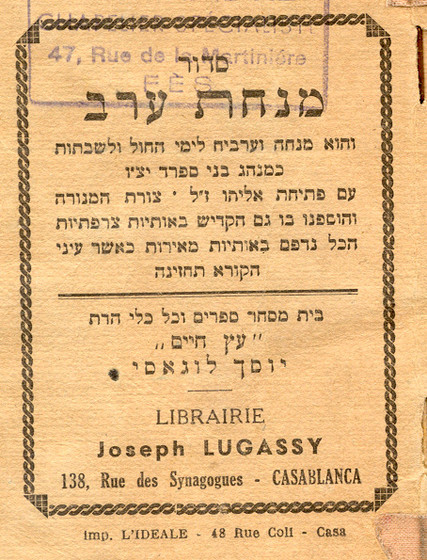 SPÉCIALISTE
47, Rue de la Martinière
FÈS
סדור
מנחת ערב
והוא מנחה וערבית לימי החול ולשבתות
כמנהג בני ספרד יצ״ו
עם פתיחת אליהו ז״ל · צורת המנורה
והוספנו בו גם הקדיש באותיות צרפתיות
הכל נדפס באותיות מאירות כאשר עיני
הקורא תחזינה
בית מסחר ספרים וכל כלי הדת
״עץ חיים״
יוסף לוגאסי
LIBRAIRIE
Joseph LUGASSY
138, Rue des Synagogues - CASABLANCA
Imp. L'IDEALE - 48 Rue Coli - Casa